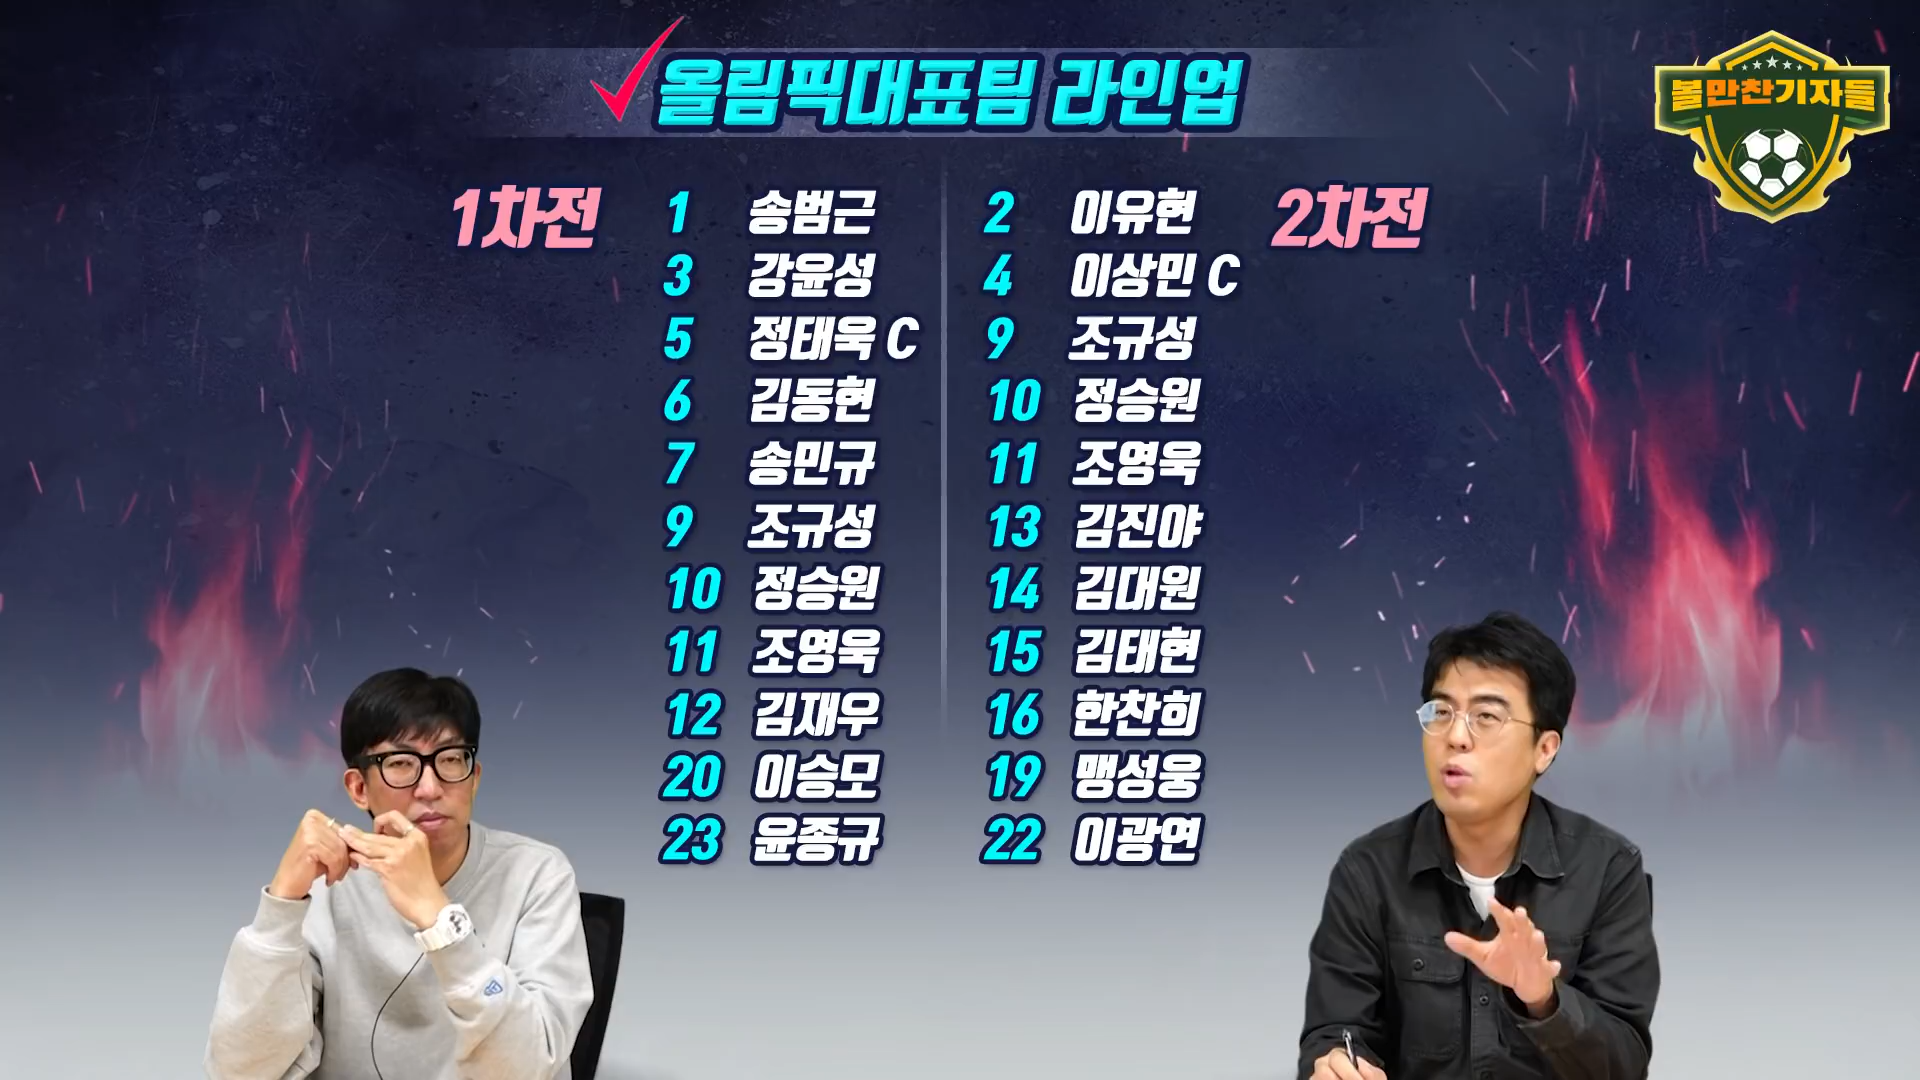 올림픽대표팀 라인업
볼만찬기자들
1차전
1 송범근
3 강윤성
5 정태욱 C
6 김동현
7 송민규
9 조규성
10 정승원
11 조영욱
12 김재우
20 이승모
23 윤종규
2차전
2 이유현
4 이상민 C
9 조규성
10 정승원
11 조영욱
13 김진야
14 김대원
15 김태현
16 한찬희
19 맹성웅
22 이광연